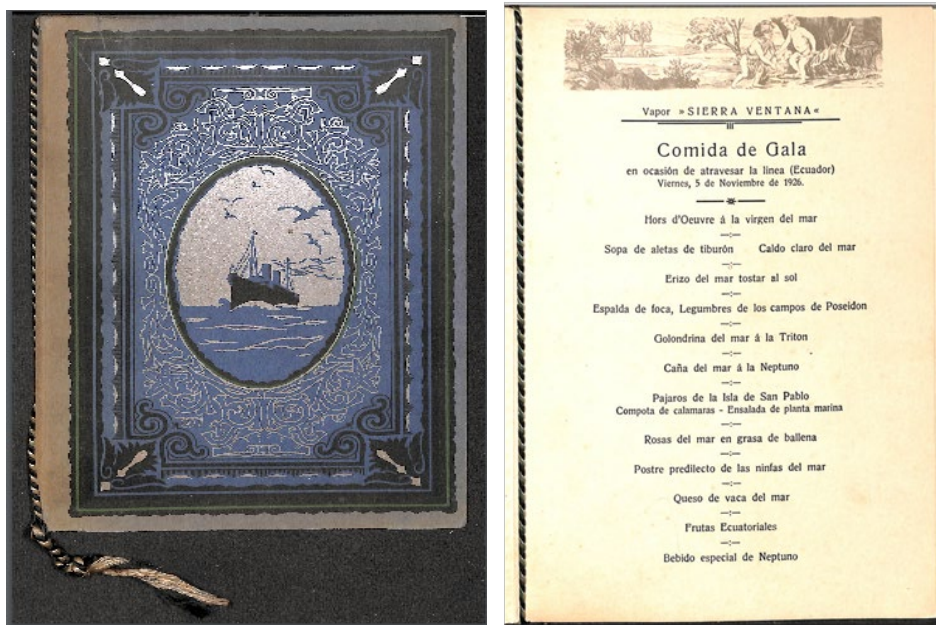 Vapor »SIERRA VENTANA«
Comida de Gala
en ocasión de atravesar la linea (Ecuador)
Viernes, 5 de Noviembre de 1926.
Hors d'Oeuvre á la virgen del mar
Sopa de aletas de tiburón Caldo claro del mar
Erizo del mar tostar al sol
Espalda de foca, Legumbres de los campos de Poseidon
Golondrina del mar á la Triton
Caña del mar á la Neptuno
Pajaros de la Isla de San Pablo
Compota de calamaras - Ensalada de planta marina
Rosas del mar en grasa de ballena
Postre predilecto de las ninfas del mar
Queso de vaca del mar
Frutas Ecuatoriales
Bebido especial de Neptuno